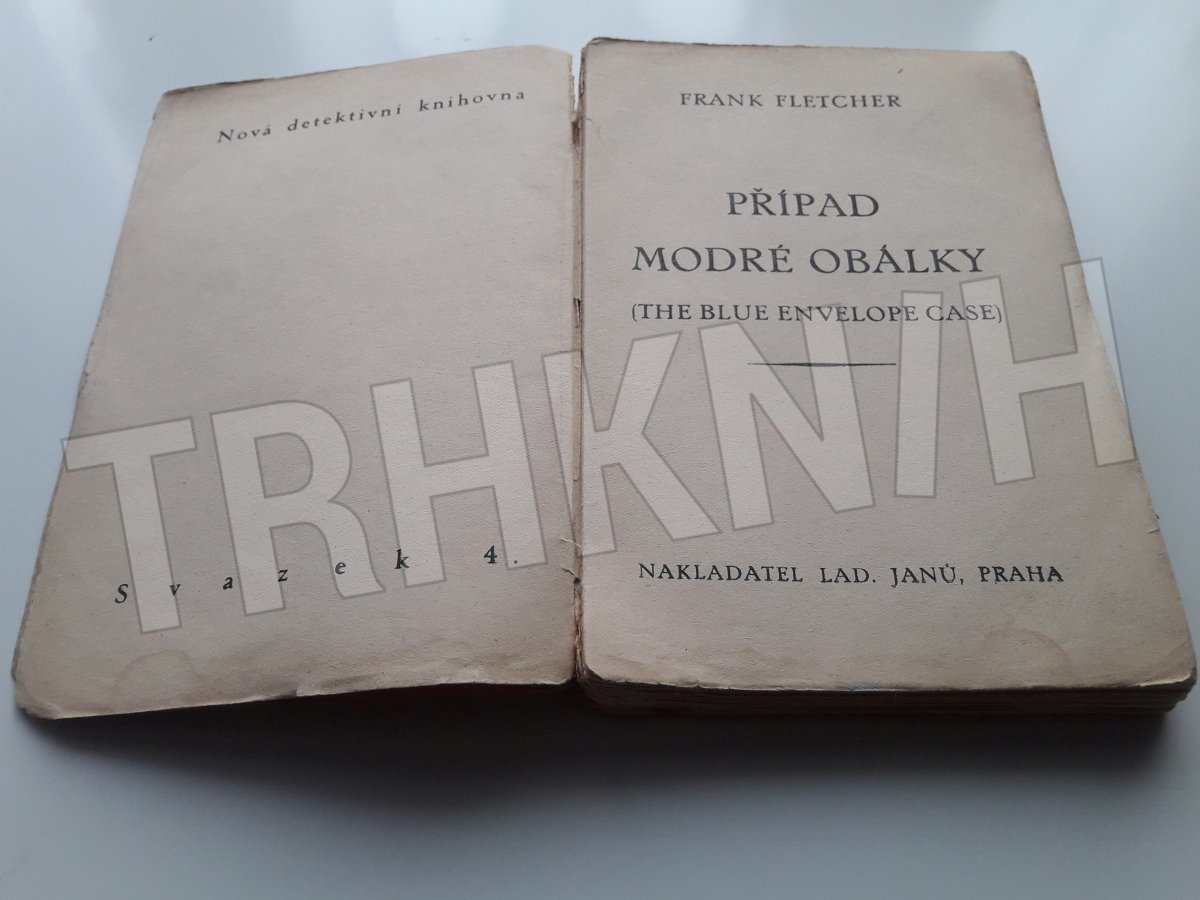 Nová detektivní knihovna
Svazek 4.
FRANK FLETCHER
PŘÍPAD
MODRÉ OBÁLKY
(THE BLUE ENVELOPE CASE)
NAKLADATEL LAD. JANŮ, PRAHA
TRHKNIH